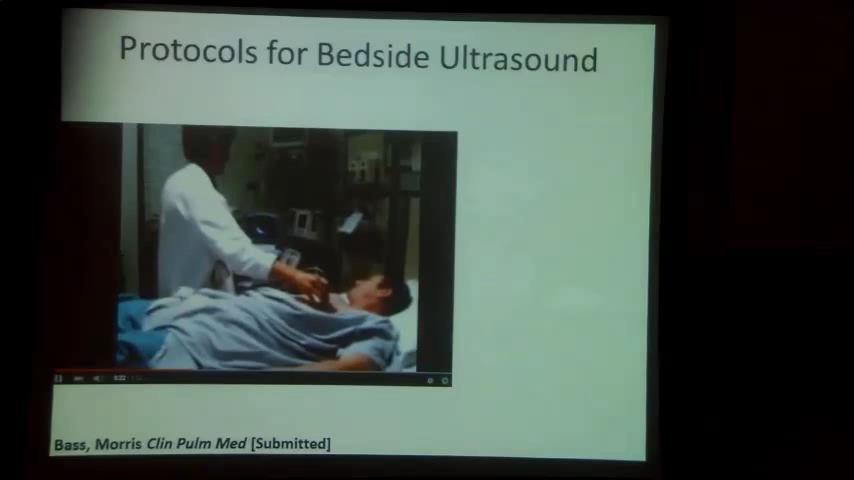 Protocols for Bedside Ultrasound
Bass, Morris Clin Pulm Med [Submitted]